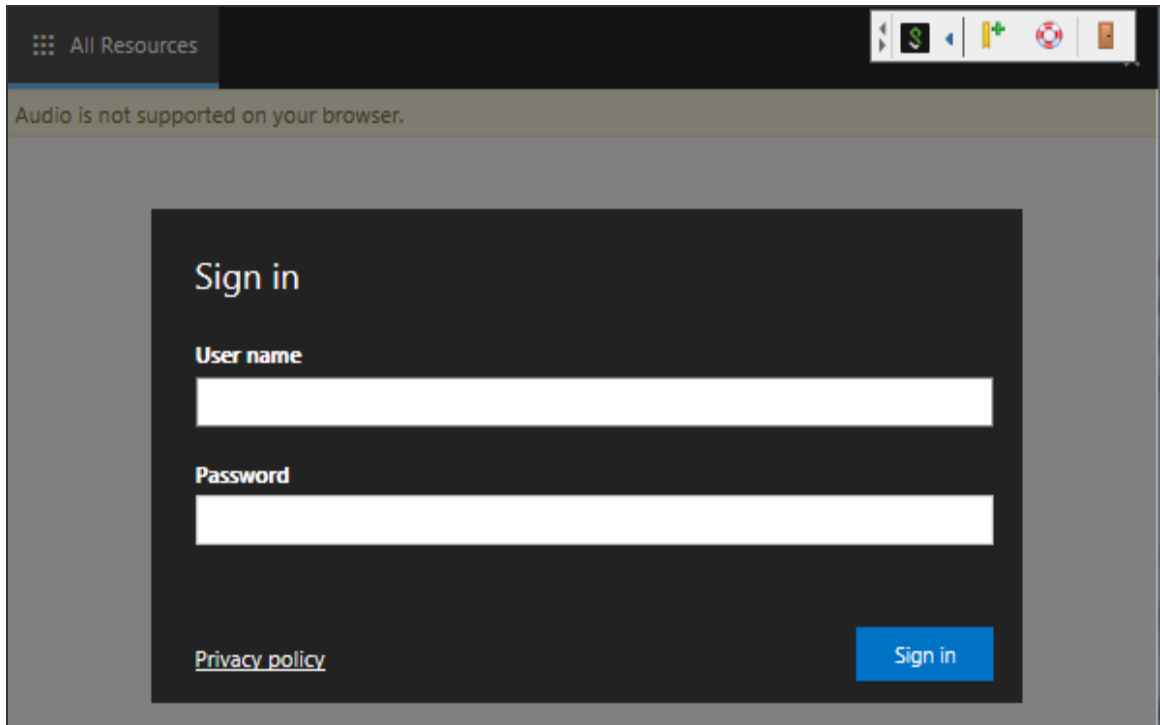 All Resources
Audio is not supported on your browser.
Sign in
User name
Password
Privacy policy
Sign in